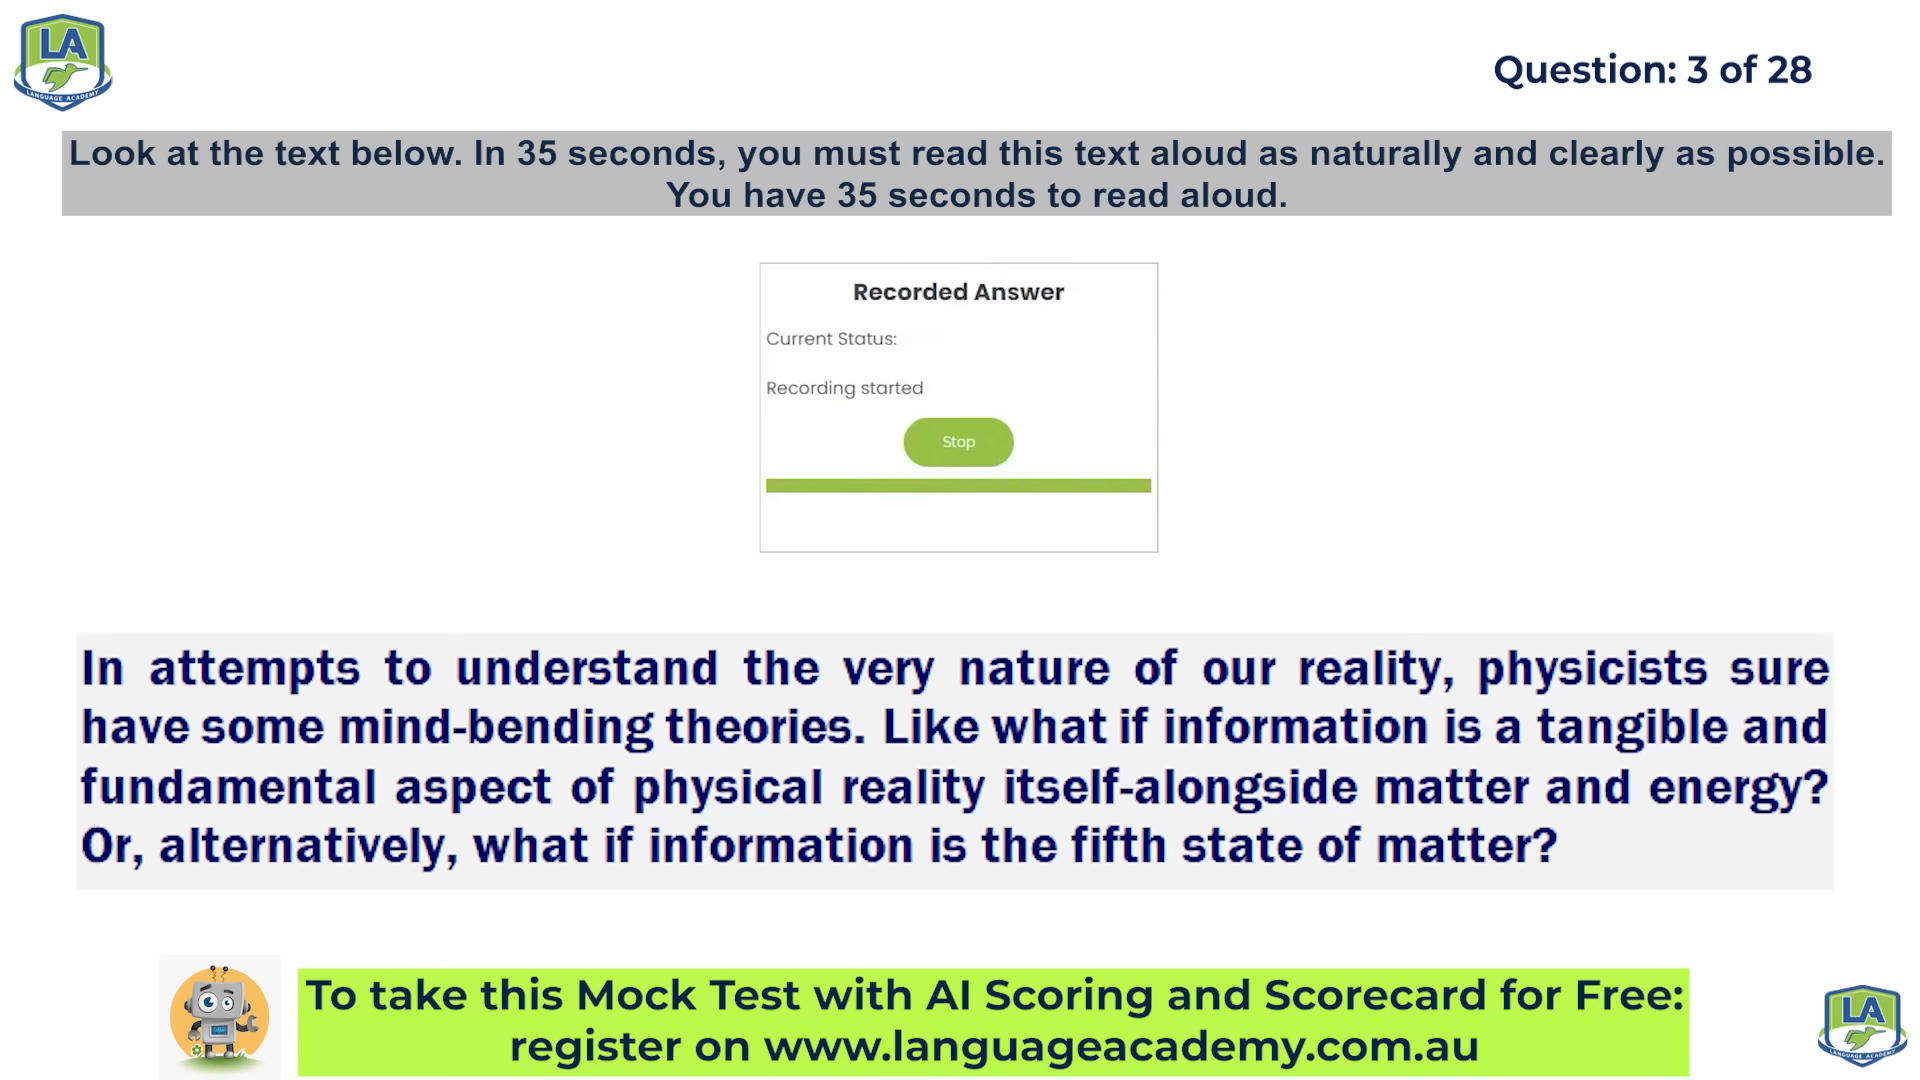 LA
LANGUAGE ACADEMY
Question: 3 of 28
Look at the text below. In 35 seconds, you must read this text aloud as naturally and clearly as possible.
You have 35 seconds to read aloud.
Recorded Answer
Current Status:
Recording started
Stop
In attempts to understand the very nature of our reality, physicists sure
have some mind-bending theories. Like what if information is a tangible and
fundamental aspect of physical reality itself-alongside matter and energy?
Or, alternatively, what if information is the fifth state of matter?
To take this Mock Test with AI Scoring and Scorecard for Free:
register on www.languageacademy.com.au
LA
LANGUAGE ACADEMY